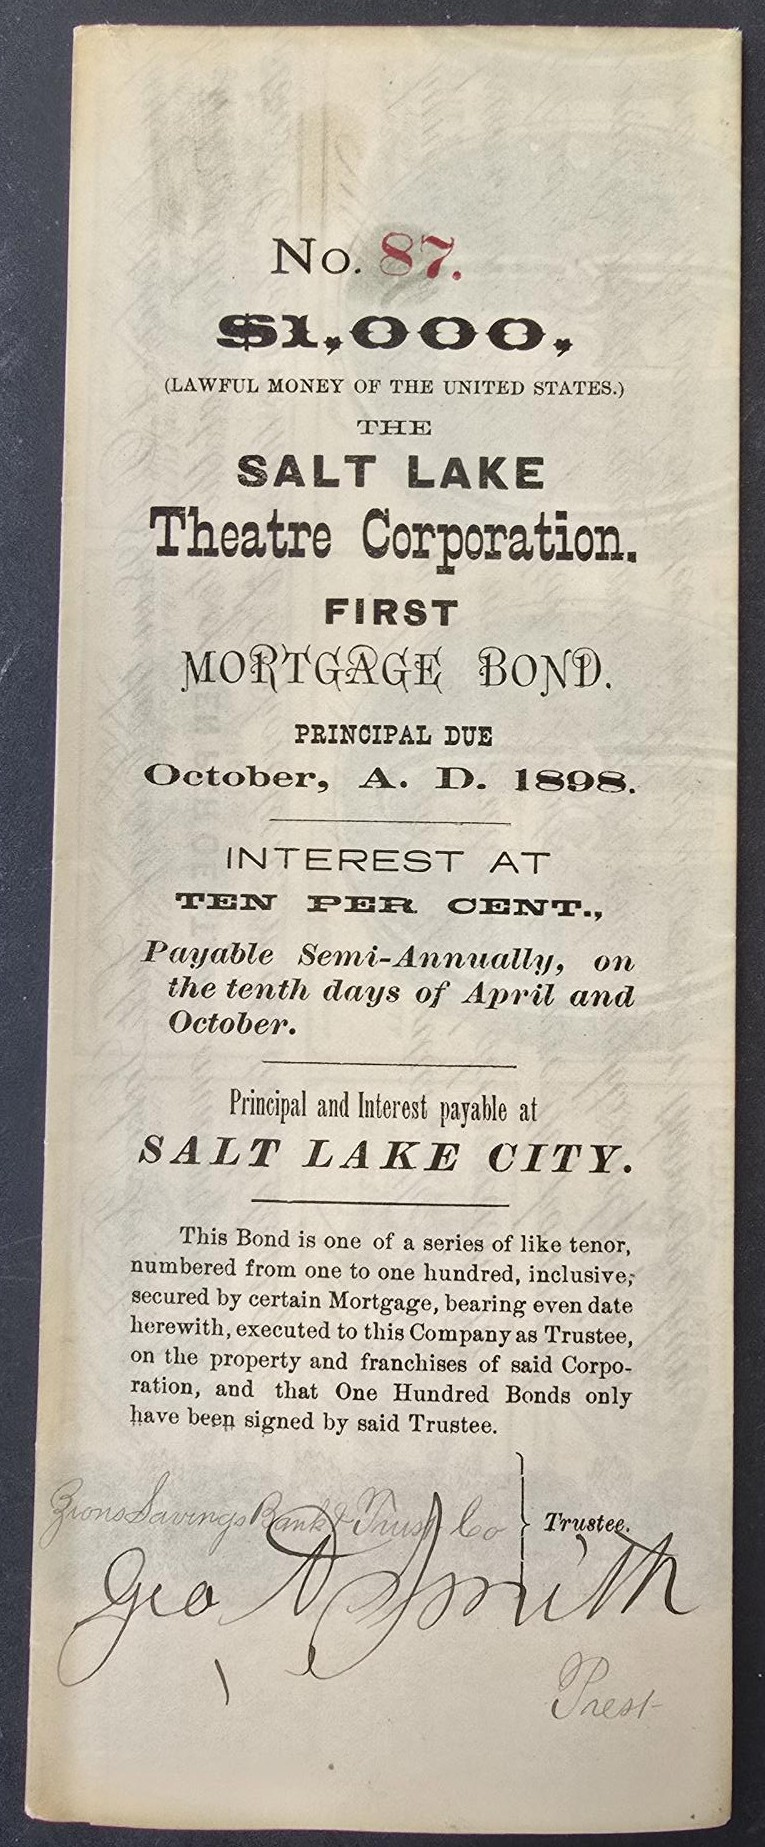 No. 87.
$1,000,
(LAWFUL MONEY OF THE UNITED STATES.)
THE
SALT LAKE
Theatre Corporation.
FIRST
MORTGAGE BOND.
PRINCIPAL DUE
October, A. D. 1898.
INTEREST AT
TEN PER CENT.,
Payable Semi-Annually, on
the tenth days of April and
October.
Principal and Interest payable at
SALT LAKE CITY.
This Bond is one of a series of like tenor,
numbered from one to one hundred, inclusive,
secured by certain Mortgage, bearing even date
herewith, executed to this Company as Trustee,
on the property and franchises of said Corpo-
ration, and that One Hundred Bonds only
have been signed by said Trustee.
Zions Savings Bank & Trust Co } Trustee.
Geo A Smith
Prest